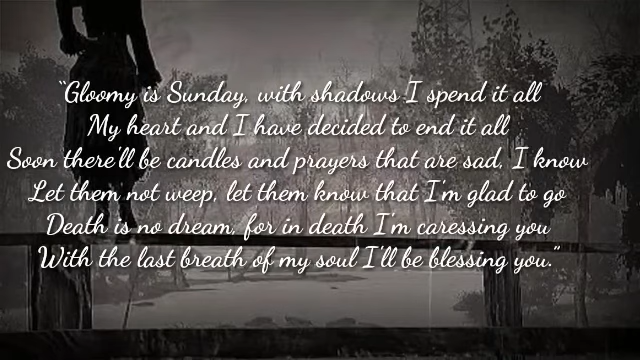 “Gloomy is Sunday, with shadows I spend it all
My heart and I have decided to end it all
Soon there'll be candles and prayers that are sad, I know
Let them not weep, let them know that I'm glad to go
Death is no dream, for in death I'm caressing you
With the last breath of my soul I'll be blessing you.”